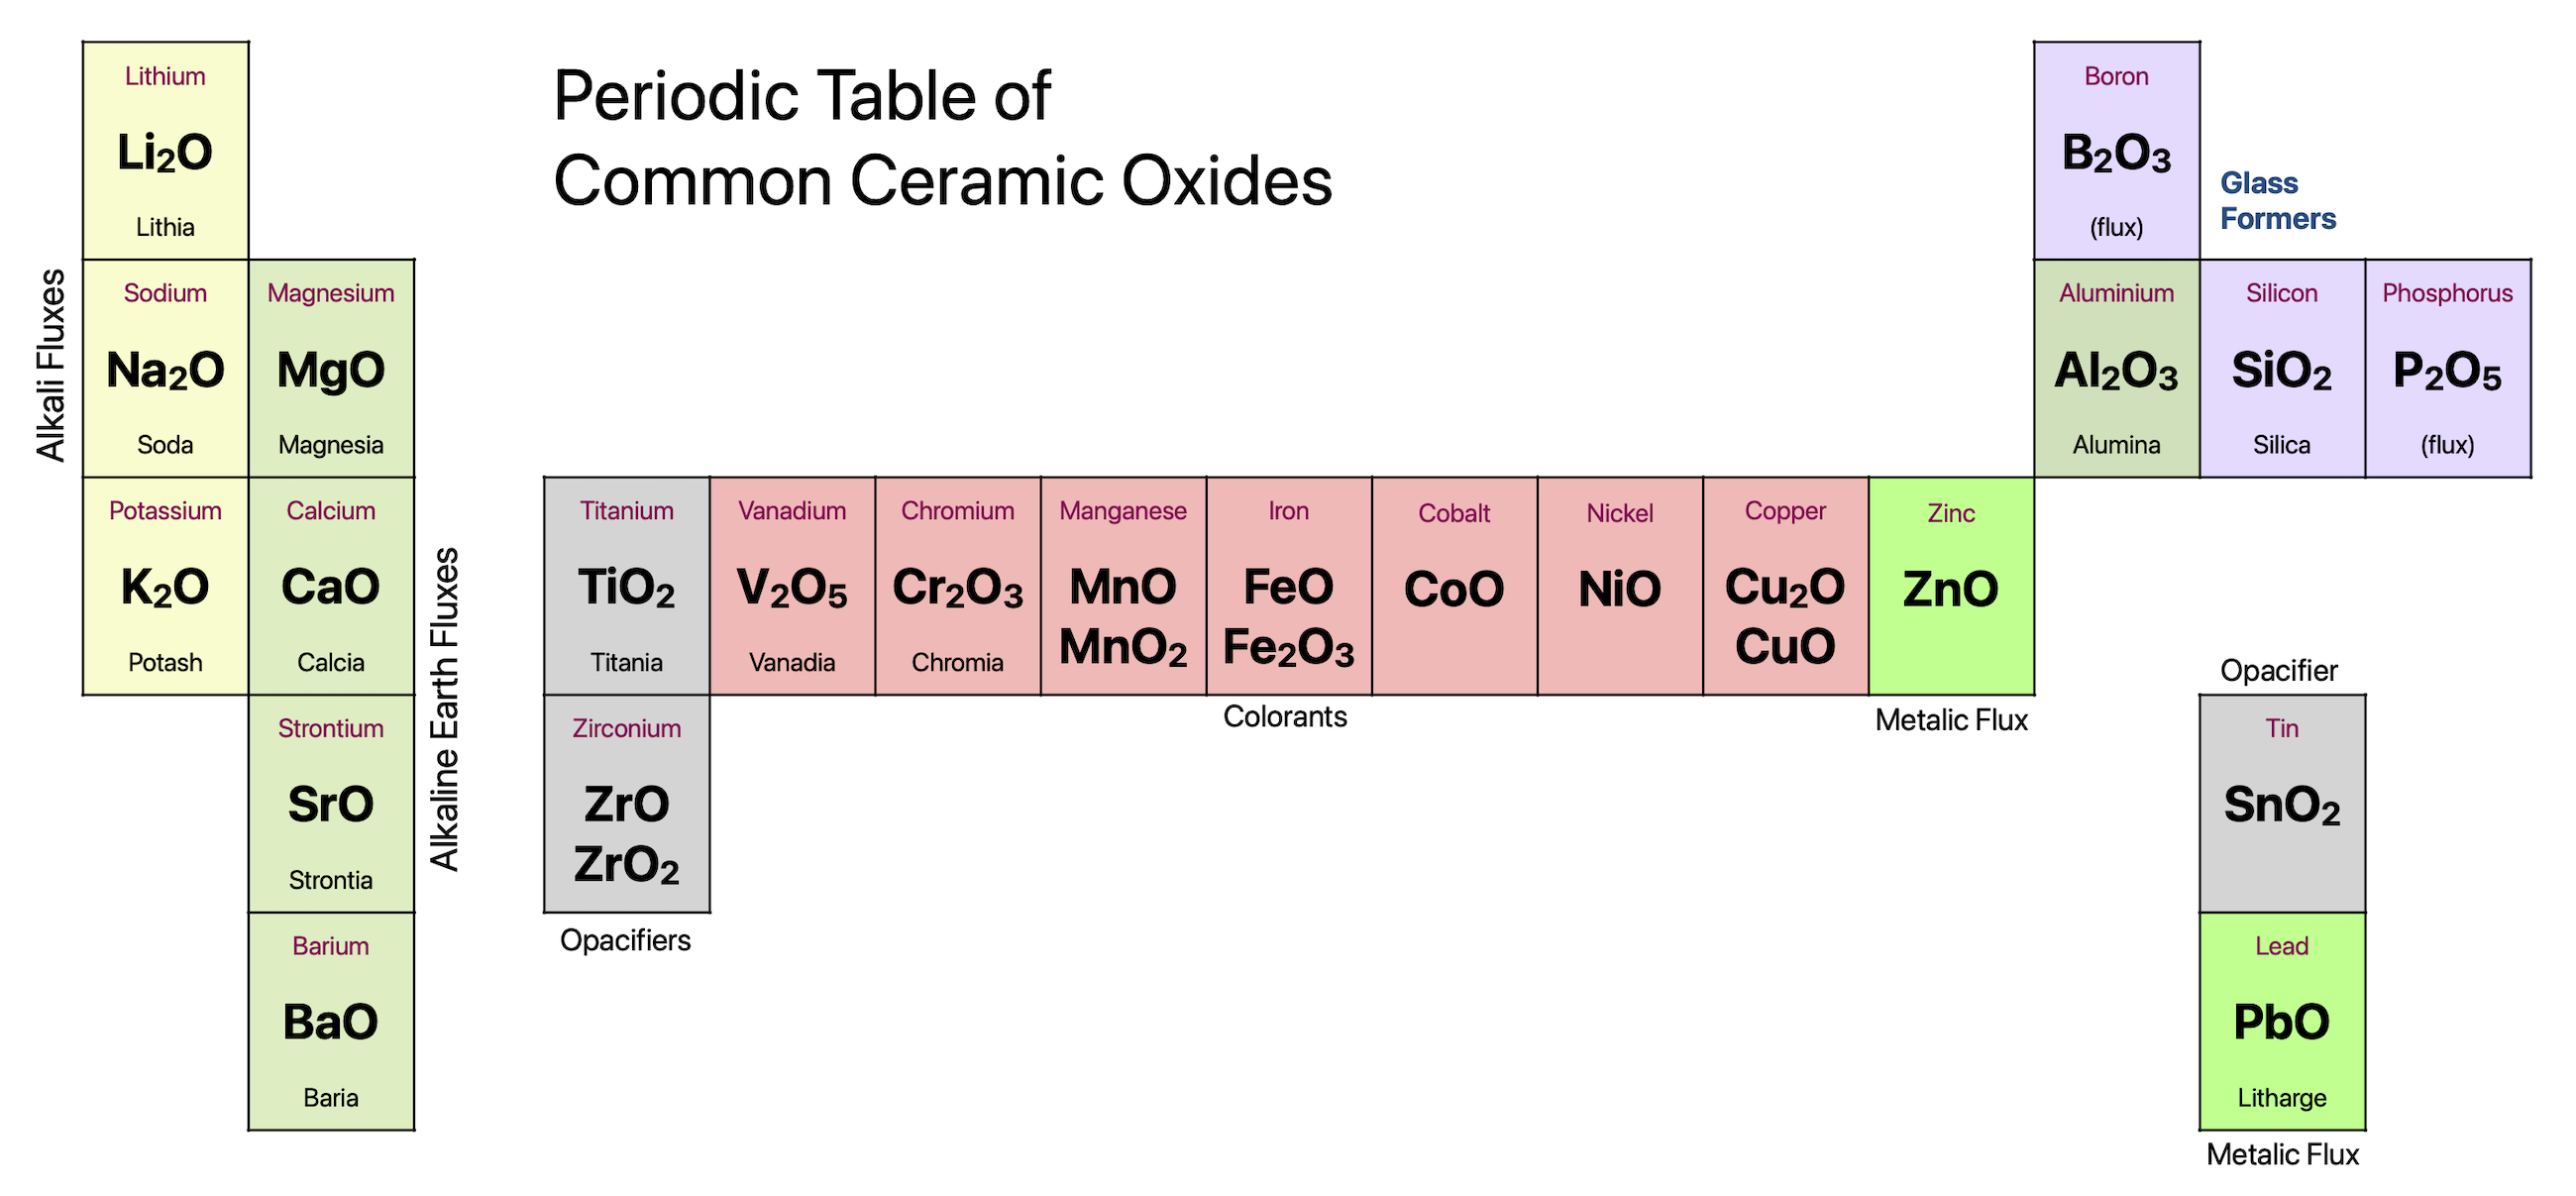 Periodic Table of
Common Ceramic Oxides
Alkali Fluxes
Lithium
Li₂O
Lithia
Sodium
Na₂O
Soda
Potassium
K₂O
Potash
Magnesium
MgO
Magnesia
Calcium
CaO
Calcia
Strontium
SrO
Strontia
Barium
BaO
Baria
Alkaline Earth Fluxes
Titanium
TiO₂
Titania
Zirconium
ZrO
ZrO₂
Opacifiers
Vanadium
V₂O₅
Vanadia
Chromium
Cr₂O₃
Chromia
Manganese
MnO
MnO₂
Iron
FeO
Fe₂O₃
Cobalt
CoO
Nickel
NiO
Copper
Cu₂O
CuO
Colorants
Zinc
ZnO
Metalic Flux
Boron
B₂O₃
(flux)
Glass
Formers
Aluminium
Al₂O₃
Alumina
Silicon
SiO₂
Silica
Phosphorus
P₂O₅
(flux)
Opacifier
Tin
SnO₂
Lead
PbO
Litharge
Metalic Flux